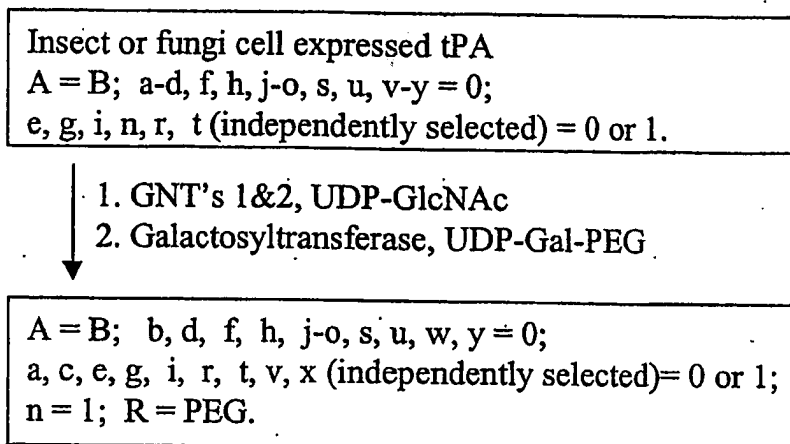 Insect or fungi cell expressed tPA
A = B; a-d, f, h, j-o, s, u, v-y = 0;
e, g, i, n, r, t (independently selected) = 0 or 1.
1. GNT's 1&2, UDP-GlcNAc
2. Galactosyltransferase, UDP-Gal-PEG
A = B; b, d, f, h, j-o, s, u, w, y = 0;
a, c, e, g, i, r, t, v, x (independently selected)= 0 or 1;
n = 1; R = PEG.